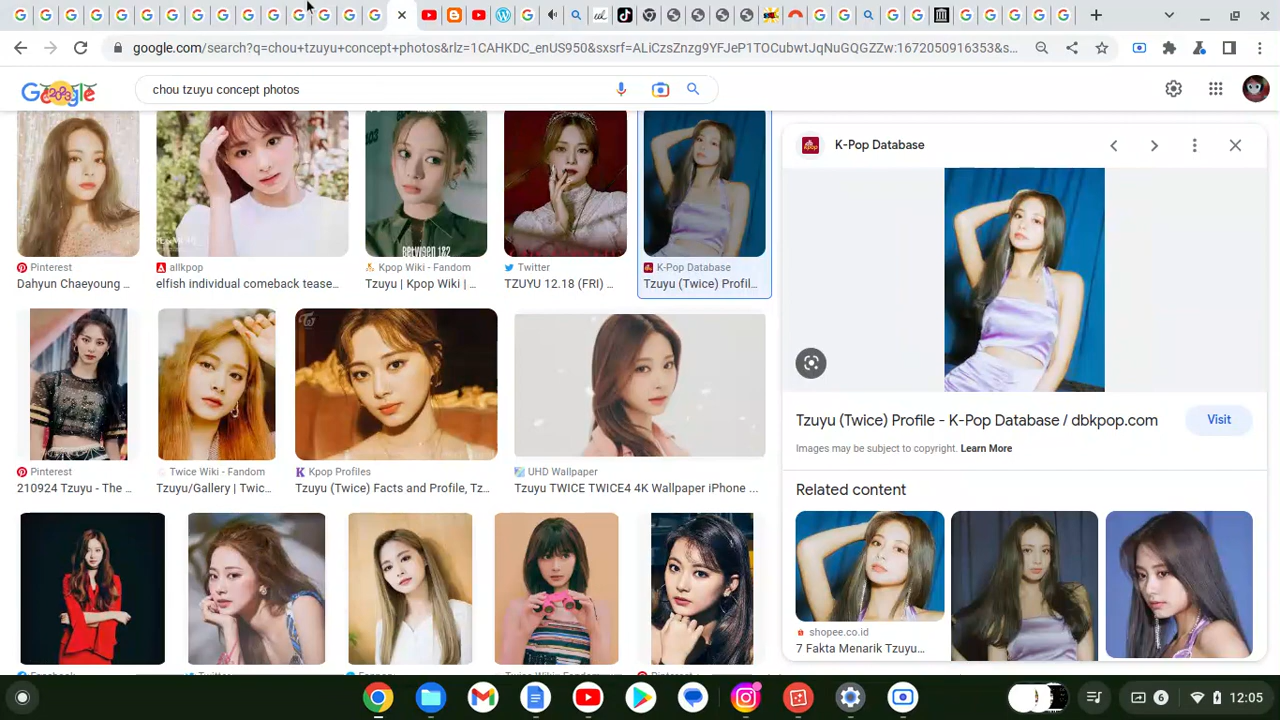 google.com/search?q=chou+tzuyu+concept+photos&rlz=1CAHKDC_enUS950&sxsrf=ALiCzsZnzg9YFJeP1TOCubwtJqNuGQGZZw:1672050916353&s...
chou tzuyu concept photos
K-Pop Database
Between 1&2
Pinterest
allkpop
Kpop Wiki - Fandom
Twitter
K-Pop Database
Dahyun Chaeyoung ...
elfish individual comeback tease...
Tzuyu | Kpop Wiki | ...
TZUYU 12.18 (FRI) ...
Tzuyu (Twice) Profil...
Tzuyu (Twice) Profile - K-Pop Database / dbkpop.com
Visit
Images may be subject to copyright. Learn More
Pinterest
Twice Wiki - Fandom
Kpop Profiles
UHD Wallpaper
210924 Tzuyu - The ...
Tzuyu/Gallery | Twic...
Tzuyu (Twice) Facts and Profile, Tz...
Tzuyu TWICE TWICE4 4K Wallpaper iPhone ...
Related content
shopee.co.id
7 Fakta Menarik Tzuyu...
6
12:05